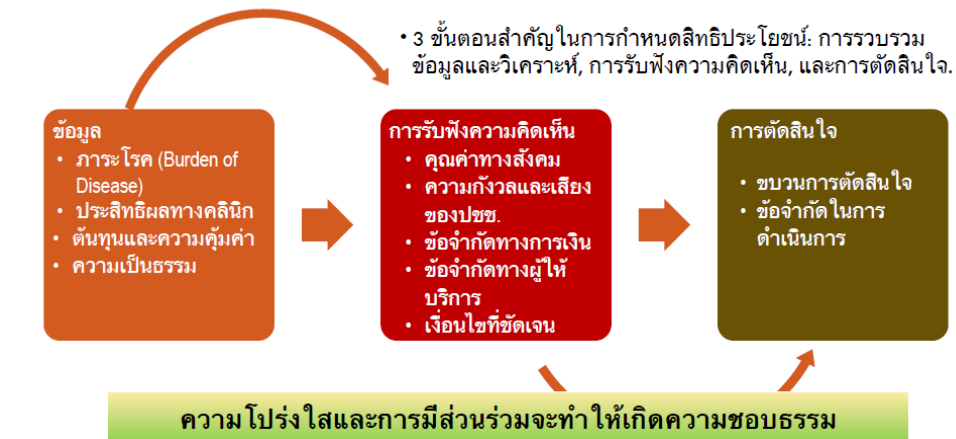 • 3 ขั้นตอนสำคัญในการกำหนดสิทธิประโยชน์: การรวบรวม
ข้อมูลและวิเคราะห์, การรับฟังความคิดเห็น, และการตัดสินใจ.
ข้อมูล
• ภาระโรค (Burden of
Disease)
• ประสิทธิผลทางคลินิก
• ต้นทุนและความคุ้มค่า
• ความเป็นธรรม
การรับฟังความคิดเห็น
• คุณค่าทางสังคม
• ความกังวลและเสียง
ของปชช.
• ข้อจำกัดทางการเงิน
• ข้อจำกัดทางผู้ให้
บริการ
• เงื่อนไขที่ชัดเจน
การตัดสินใจ
• ขบวนการตัดสินใจ
• ข้อจำกัดในการ
ดำเนินการ
ความโปร่งใสและการมีส่วนร่วมจะทำให้เกิดความชอบธรรม